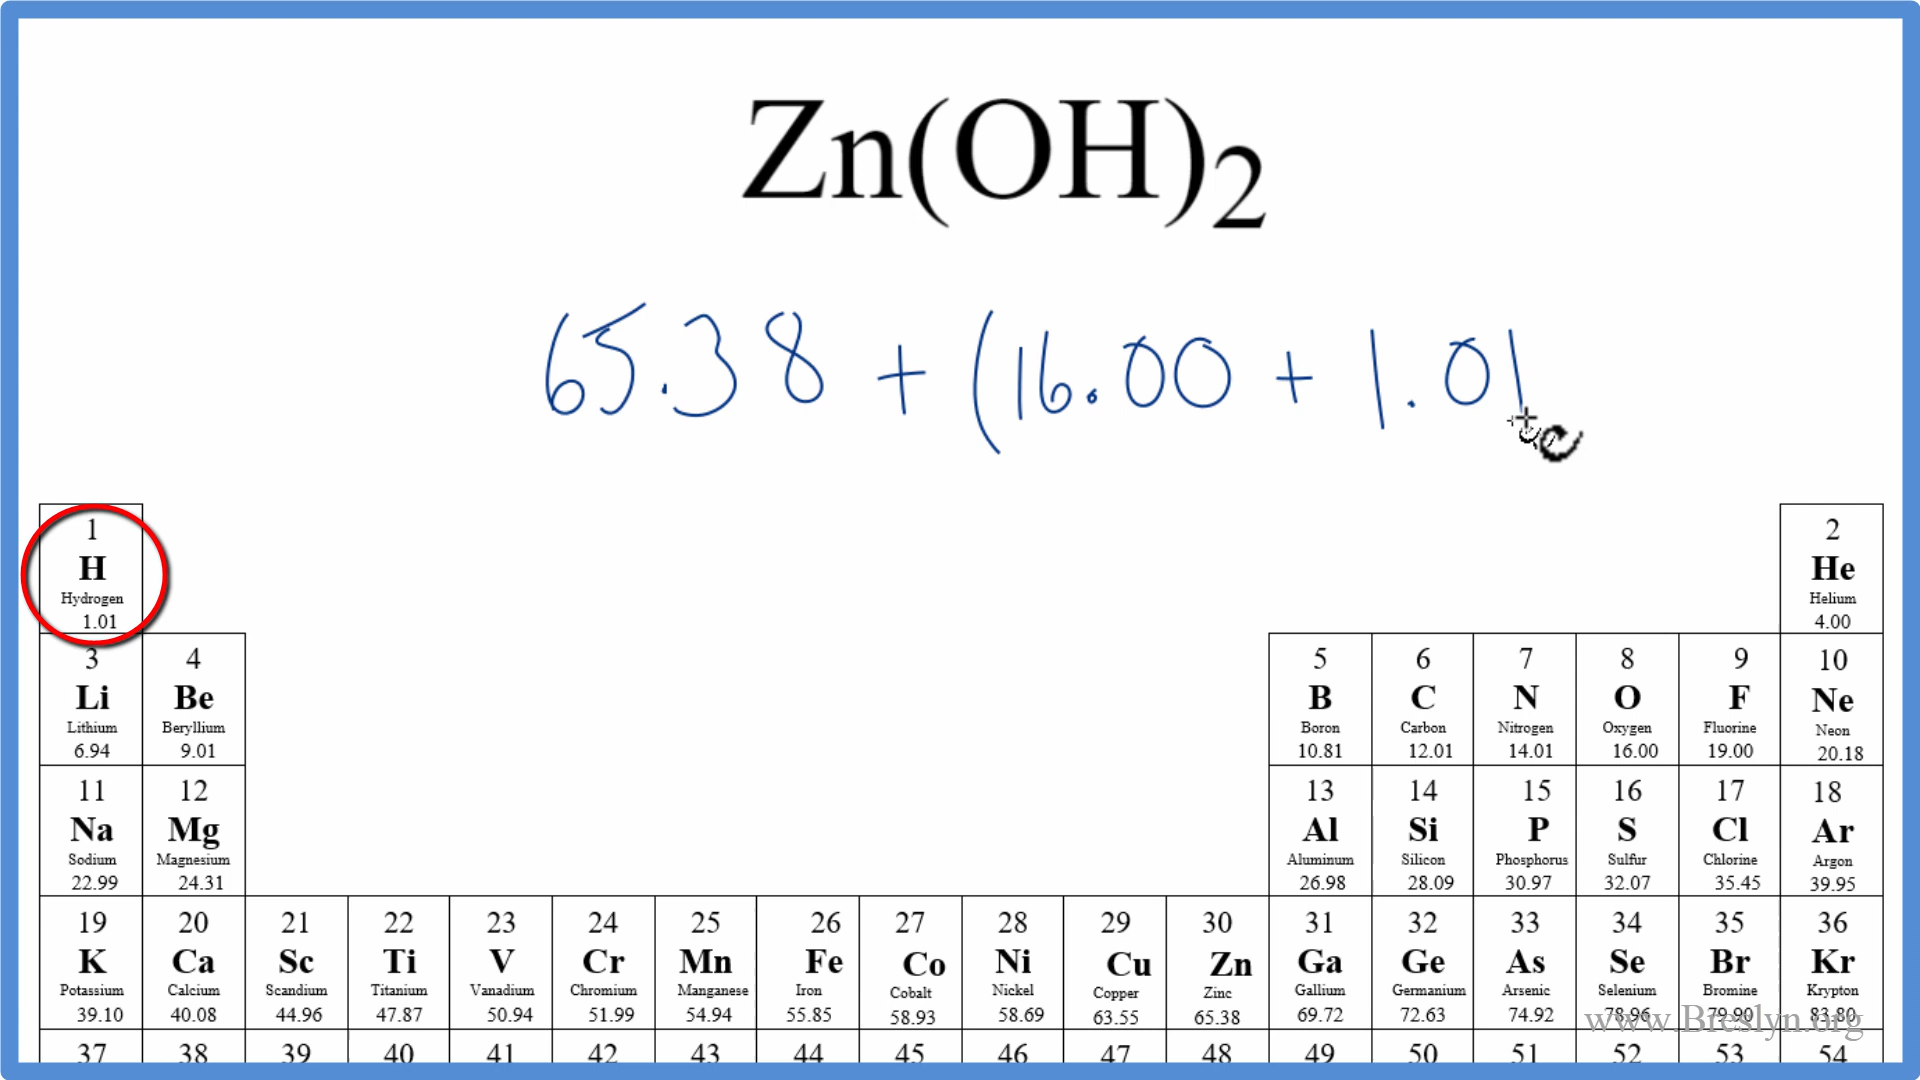 Zn(OH)2
65.38 + (16.00 + 1.01
1 2
H He
Hydrogen Helium
1.01 4.00
3 4 5 6 7 8 9 10
Li Be B C N O F Ne
Lithium Beryllium Boron Carbon Nitrogen Oxygen Fluorine Neon
6.94 9.01 10.81 12.01 14.01 16.00 19.00 20.18
11 12 13 14 15 16 17 18
Na Mg Al Si P S Cl Ar
Sodium Magnesium Aluminum Silicon Phosphorus Sulfur Chlorine Argon
22.99 24.31 26.98 28.09 30.97 32.07 35.45 39.95
19 20 21 22 23 24 25 26 27 28 29 30 31 32 33 34 35 36
K Ca Sc Ti V Cr Mn Fe Co Ni Cu Zn Ga Ge As Se Br Kr
Potassium Calcium Scandium Titanium Vanadium Chromium Manganese Iron Cobalt Nickel Copper Zinc Gallium Germanium Arsenic Selenium Bromine Krypton
39.10 40.08 44.96 47.87 50.94 51.99 54.94 55.85 58.93 58.69 63.55 65.38 69.72 72.63 74.92 78.96 79.90 83.80
www.Breslyn.org
37 38 39 40 41 42 43 44 45 46 47 48 49 50 51 52 53 54